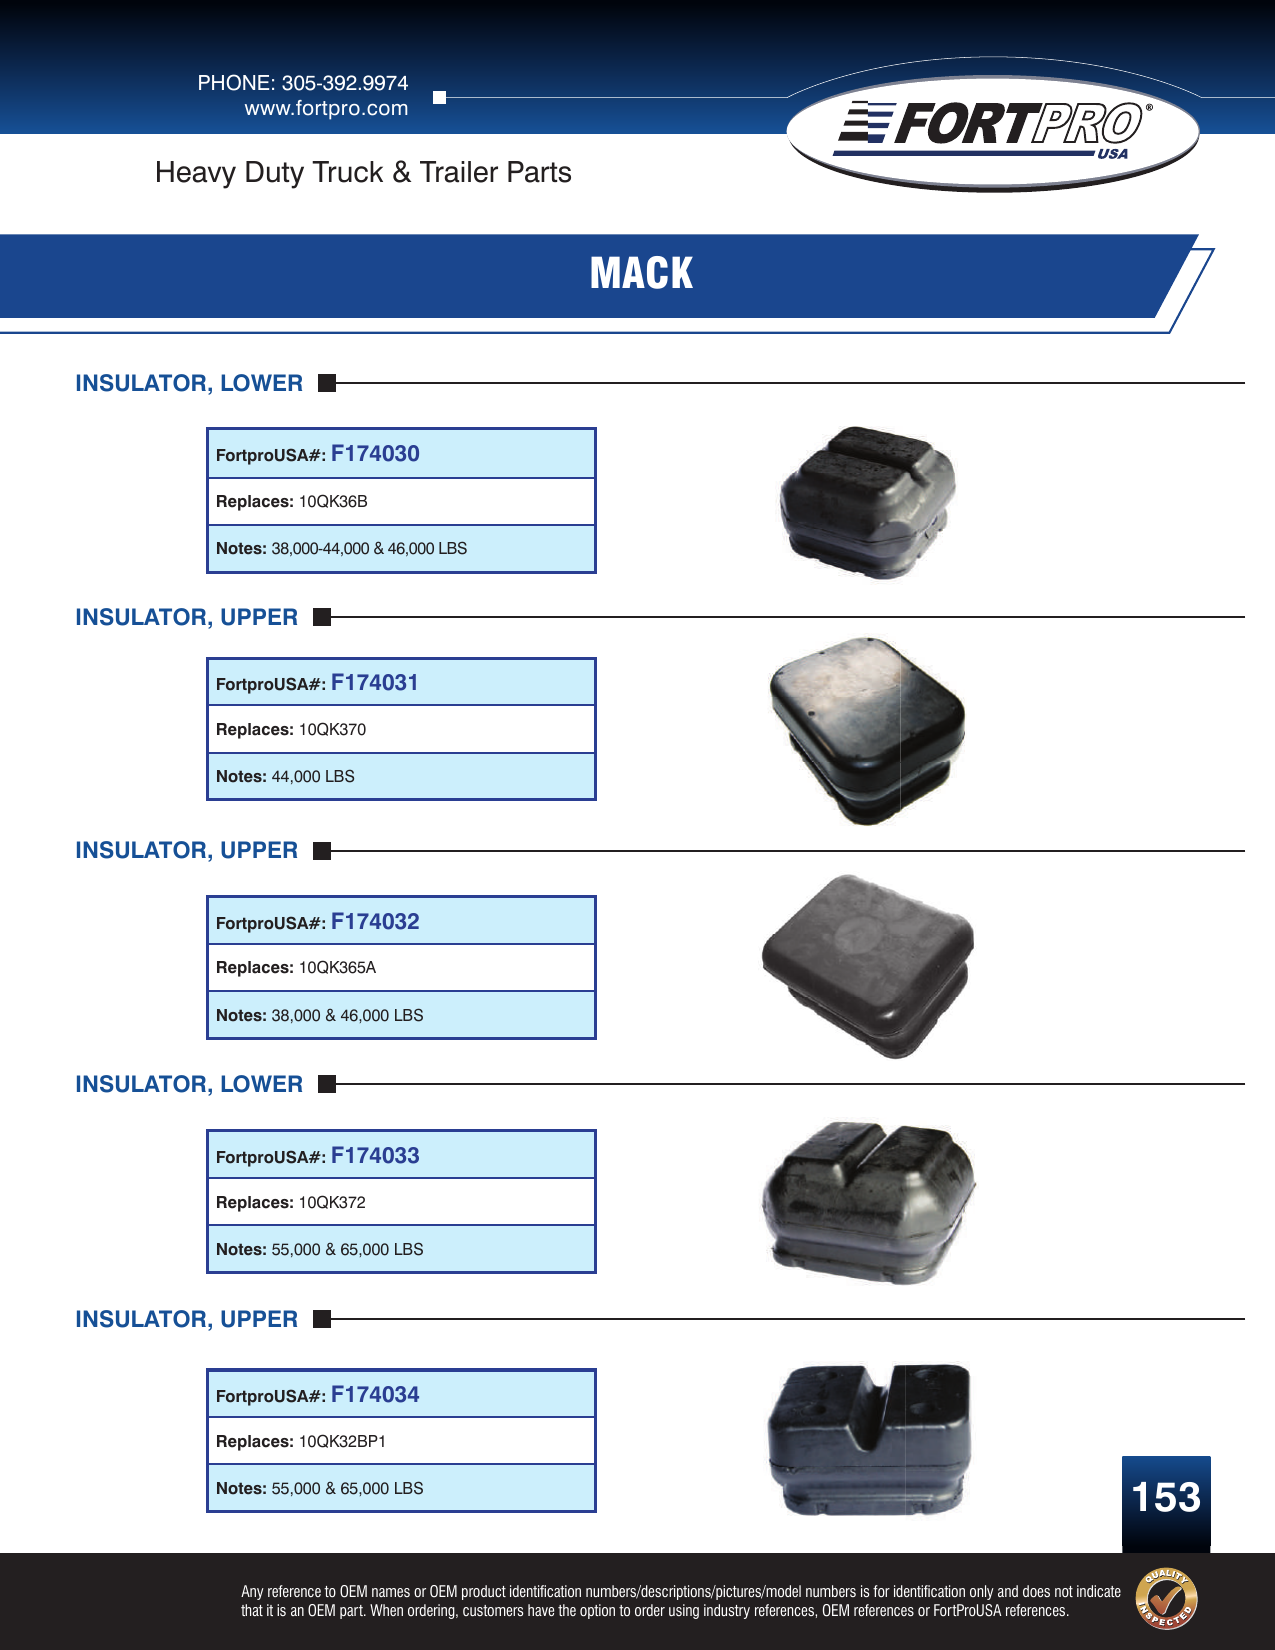 PHONE: 305-392.9974
www.fortpro.com
FORTPRO®
USA
Heavy Duty Truck & Trailer Parts
MACK
INSULATOR, LOWER
FortproUSA#: F174030
Replaces: 10QK36B
Notes: 38,000-44,000 & 46,000 LBS
INSULATOR, UPPER
FortproUSA#: F174031
Replaces: 10QK370
Notes: 44,000 LBS
INSULATOR, UPPER
FortproUSA#: F174032
Replaces: 10QK365A
Notes: 38,000 & 46,000 LBS
INSULATOR, LOWER
FortproUSA#: F174033
Replaces: 10QK372
Notes: 55,000 & 65,000 LBS
INSULATOR, UPPER
FortproUSA#: F174034
Replaces: 10QK32BP1
Notes: 55,000 & 65,000 LBS
153
Any reference to OEM names or OEM product identification numbers/descriptions/pictures/model numbers is for identification only and does not indicate
that it is an OEM part. When ordering, customers have the option to order using industry references, OEM references or FortProUSA references.
QUALITY
INSPECTED